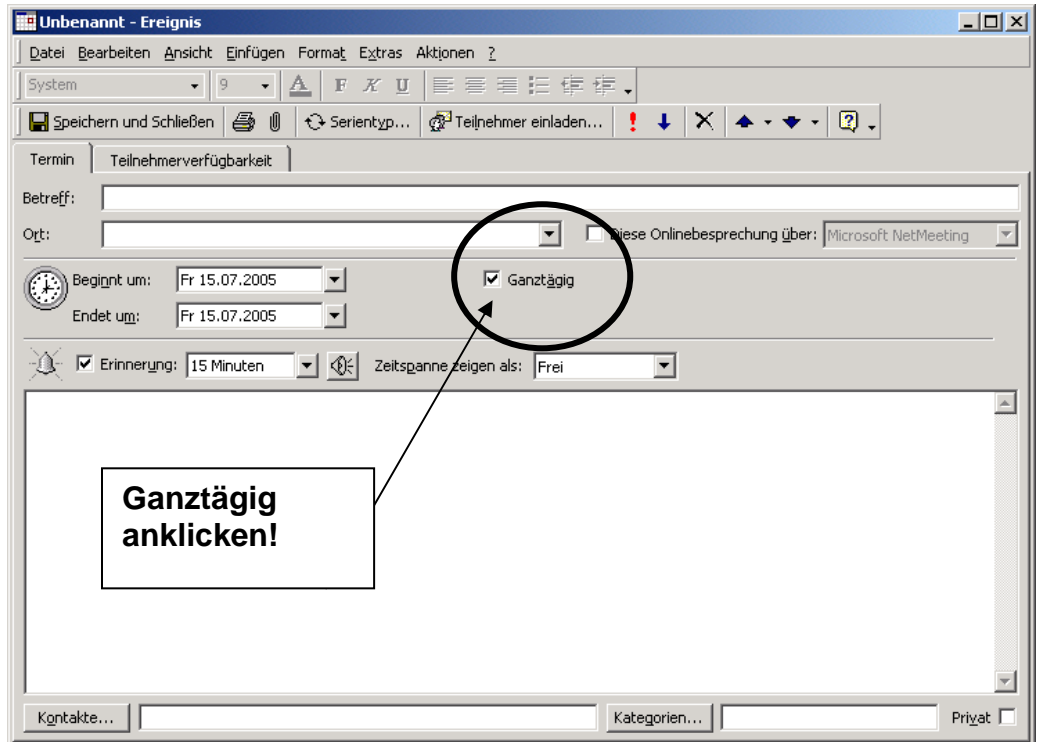 Unbenannt - Ereignis
Datei Bearbeiten Ansicht Einfügen Format Extras Aktionen ?
System 9 A F K U
Speichern und Schließen Serientyp... Teilnehmer einladen... !
Termin Teilnehmerverfügbarkeit
Betreff:
Ort: Diese Onlinebesprechung über: Microsoft NetMeeting
Beginnt um: Fr 15.07.2005 Ganztägig
Endet um: Fr 15.07.2005
Erinnerung: 15 Minuten Zeitspanne zeigen als: Frei
Ganztägig
anklicken!
Kontakte... Kategorien... Privat